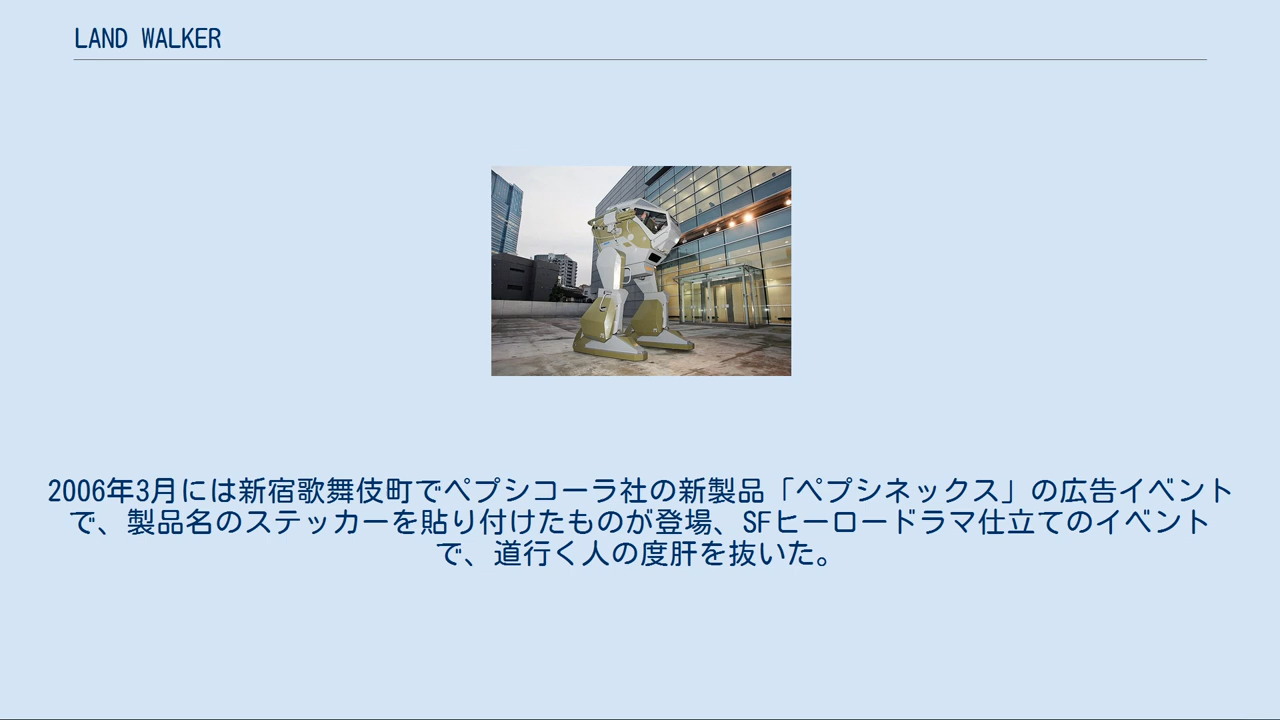 LAND WALKER
2006年3月には新宿歌舞伎町でペプシコーラ社の新製品「ペプシネックス」の広告イベント
で、製品名のステッカーを貼り付けたものが登場、SFヒーロードラマ仕立てのイベント
で、道行く人の度肝を抜いた。